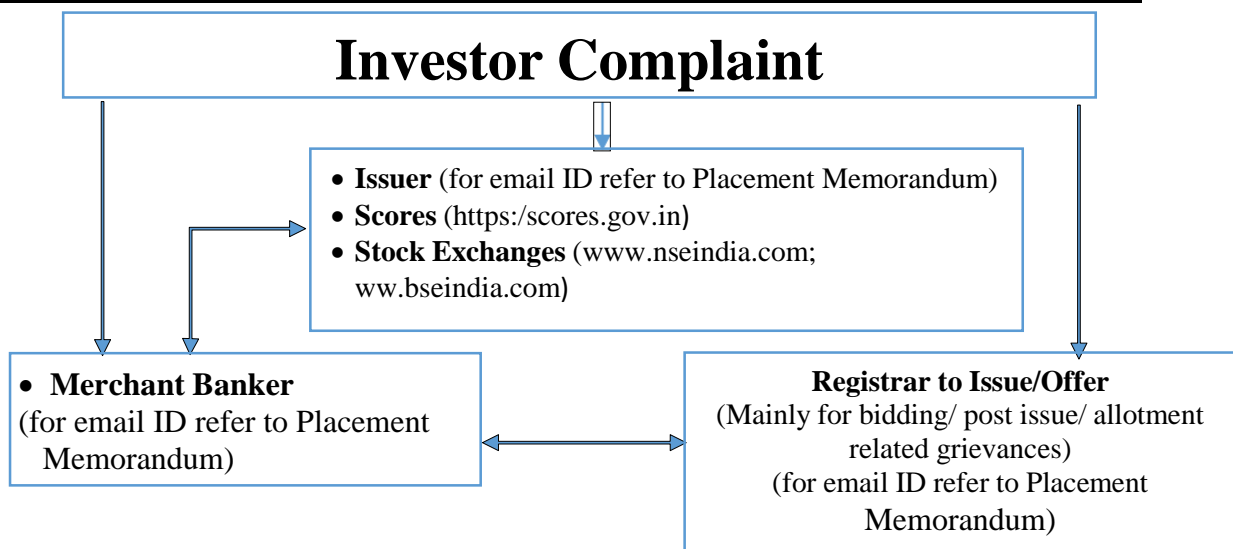 Investor Complaint
• Issuer (for email ID refer to Placement Memorandum)
• Scores (https:/scores.gov.in)
• Stock Exchanges (www.nseindia.com;
ww.bseindia.com)
• Merchant Banker
(for email ID refer to Placement
Memorandum)
Registrar to Issue/Offer
(Mainly for bidding/ post issue/ allotment
related grievances)
(for email ID refer to Placement
Memorandum)